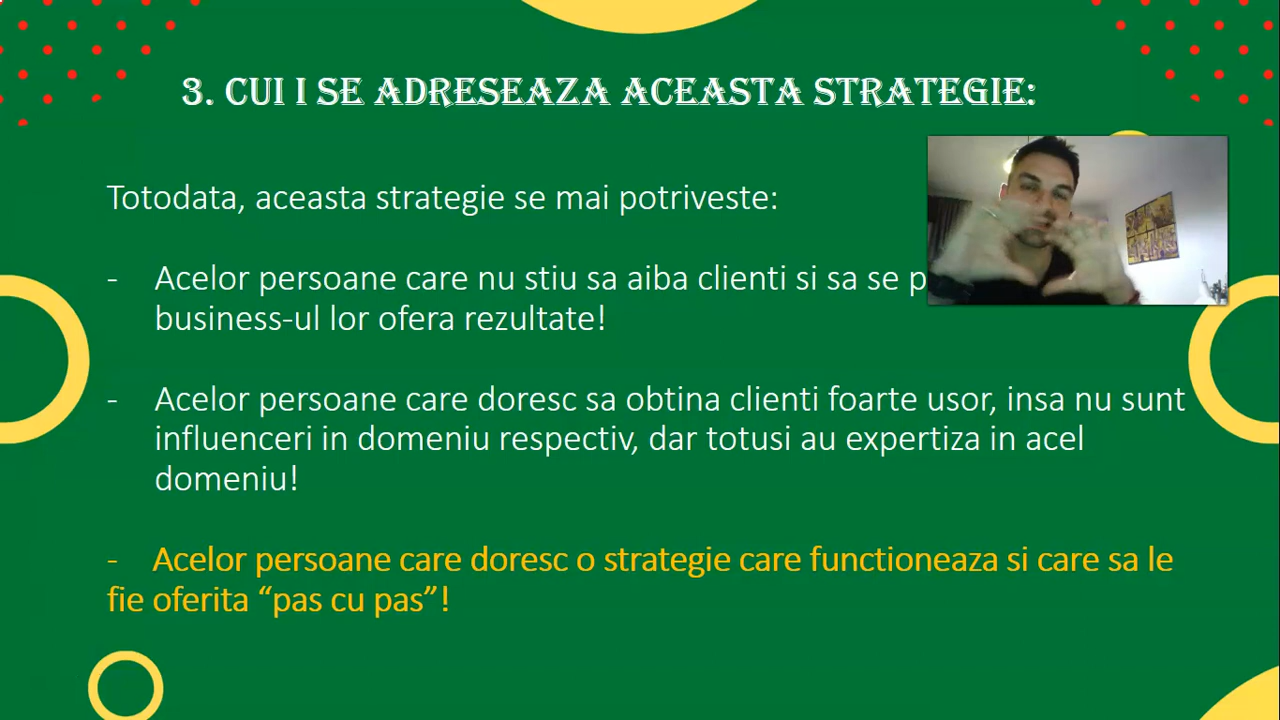 3. CUI I SE ADRESEAZA ACEASTA STRATEGIE:
Totodata, aceasta strategie se mai potriveste:
- Acelor persoane care nu stiu sa aiba clienti si sa se
business-ul lor ofera rezultate!
- Acelor persoane care doresc sa obtina clienti foarte usor, insa nu sunt
influenceri in domeniu respectiv, dar totusi au expertiza in acel
domeniu!
- Acelor persoane care doresc o strategie care functioneaza si care sa le
fie oferita “pas cu pas”!